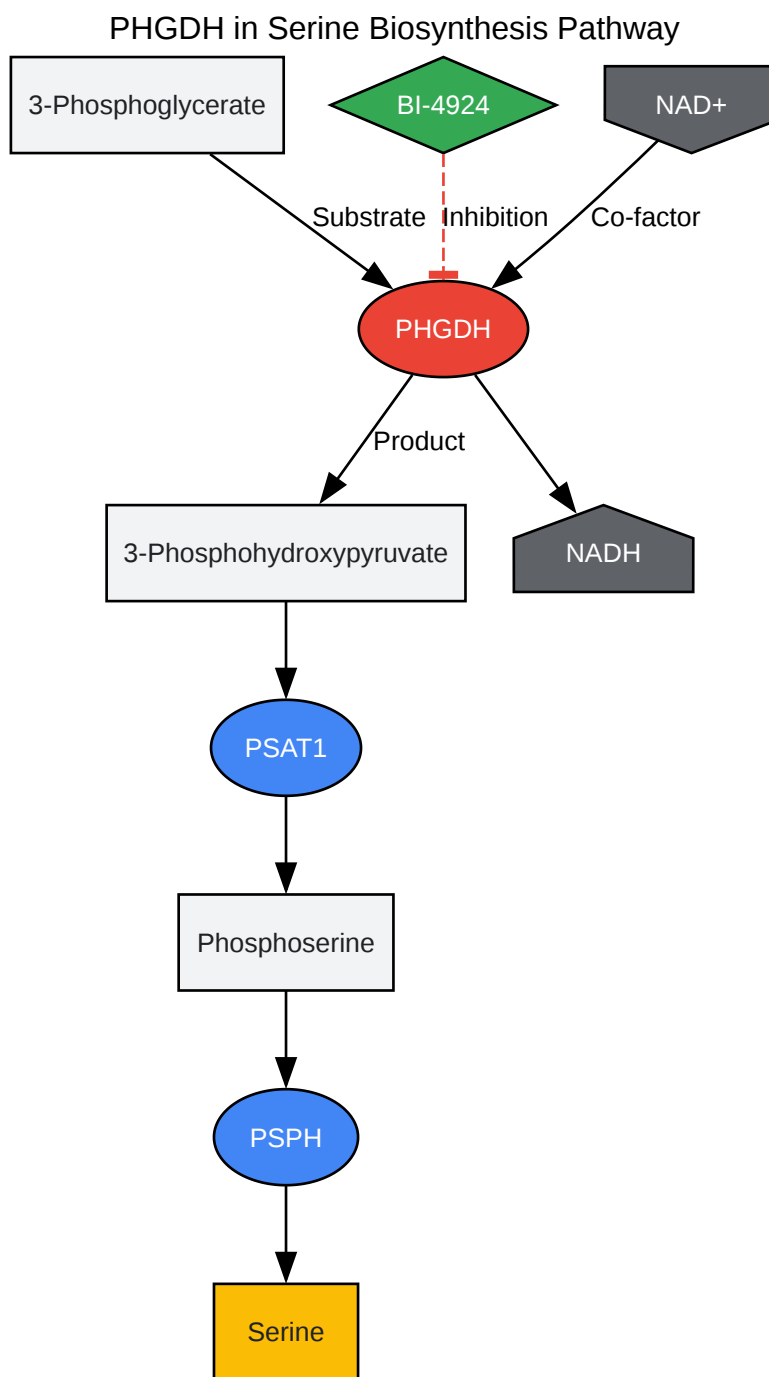 PHGDH in Serine Biosynthesis Pathway
3-Phosphoglycerate
BI-4924
NAD+
Substrate
Inhibition
Co-factor
PHGDH
Product
3-Phosphohydroxypyruvate
NADH
PSAT1
Phosphoserine
PSPH
Serine